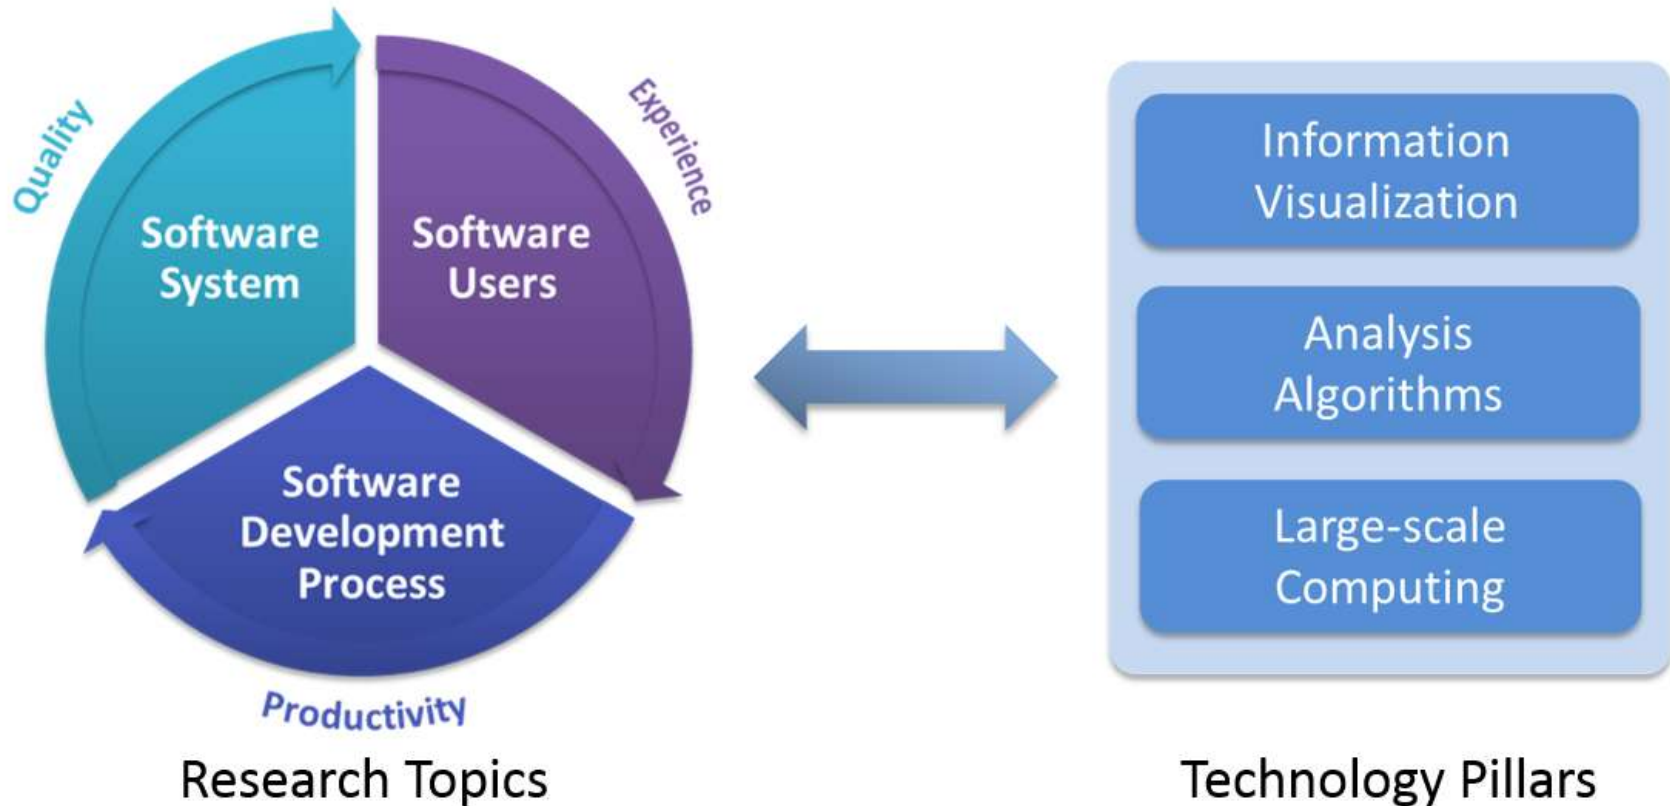 Quality
Experience
Software
System
Software
Users
Software
Development
Process
Productivity
Research Topics
Information
Visualization
Analysis
Algorithms
Large-scale
Computing
Technology Pillars